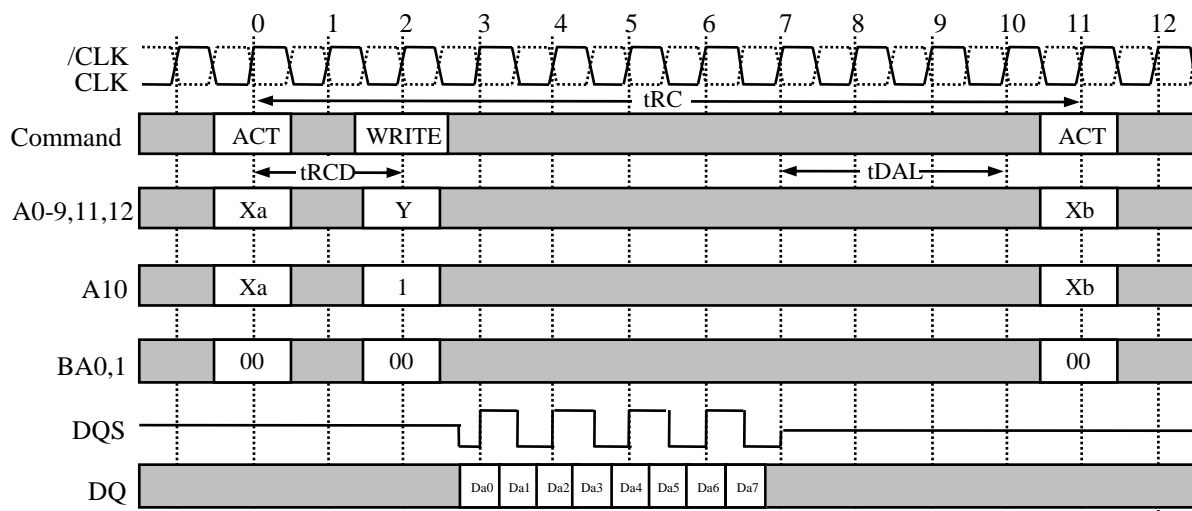 0 1 2 3 4 5 6 7 8 9 10 11 12
/CLK
CLK
tRC
Command ACT WRITE ACT
tRCD tDAL
A0-9,11,12 Xa Y Xb
A10 Xa 1 Xb
BA0,1 00 00 00
DQS
DQ Da0 Da1 Da2 Da3 Da4 Da5 Da6 Da7